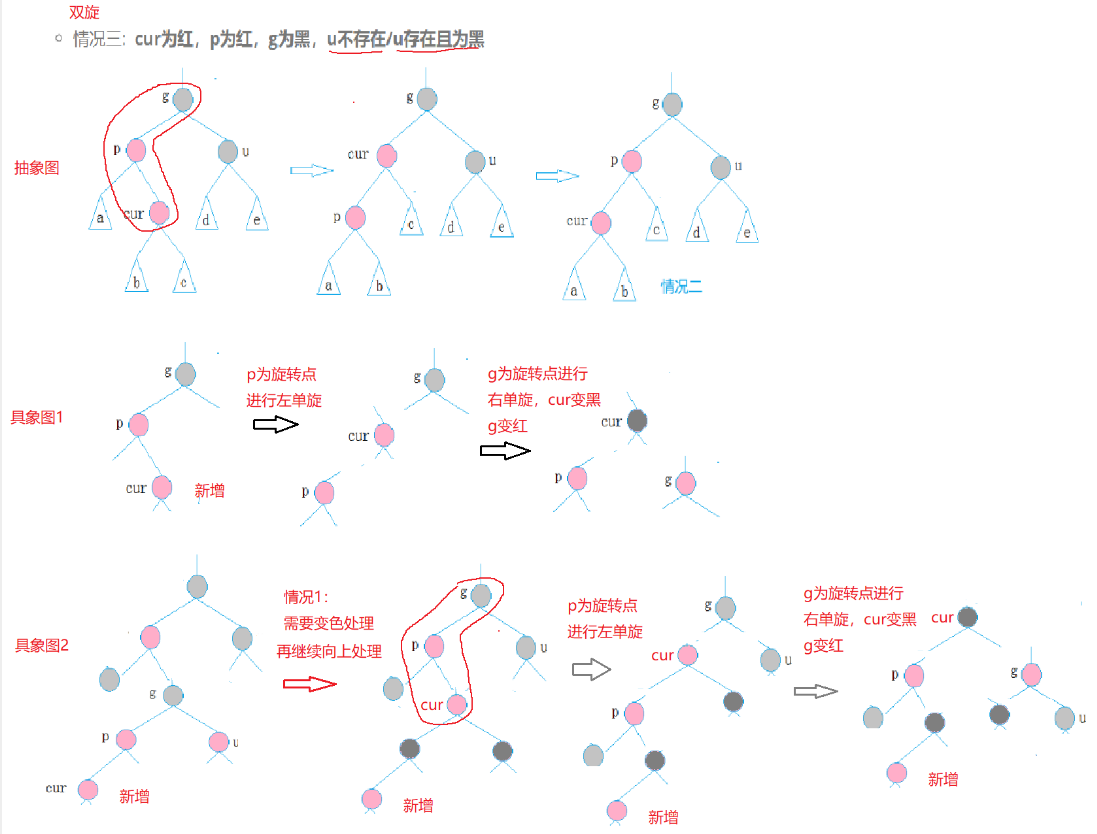 双旋
情况三：cur为红，p为红，g为黑，u不存在/u存在且为黑
抽象图
g
p
u
a
cur
d
e
b
c
g
cur
u
p
c
d
e
a
b
g
p
u
cur
c
d
e
a
b
情况二
具象图1
g
p
cur
新增
p为旋转点
进行左单旋
g
cur
p
g为旋转点进行
右单旋，cur变黑
g变红
cur
p
g
具象图2
g
p
u
cur
新增
情况1：
需要变色处理
再继续向上处理
g
p
u
cur
新增
p为旋转点
进行左单旋
g
cur
u
p
新增
g为旋转点进行
右单旋，cur变黑
g变红
cur
p
g
u
新增